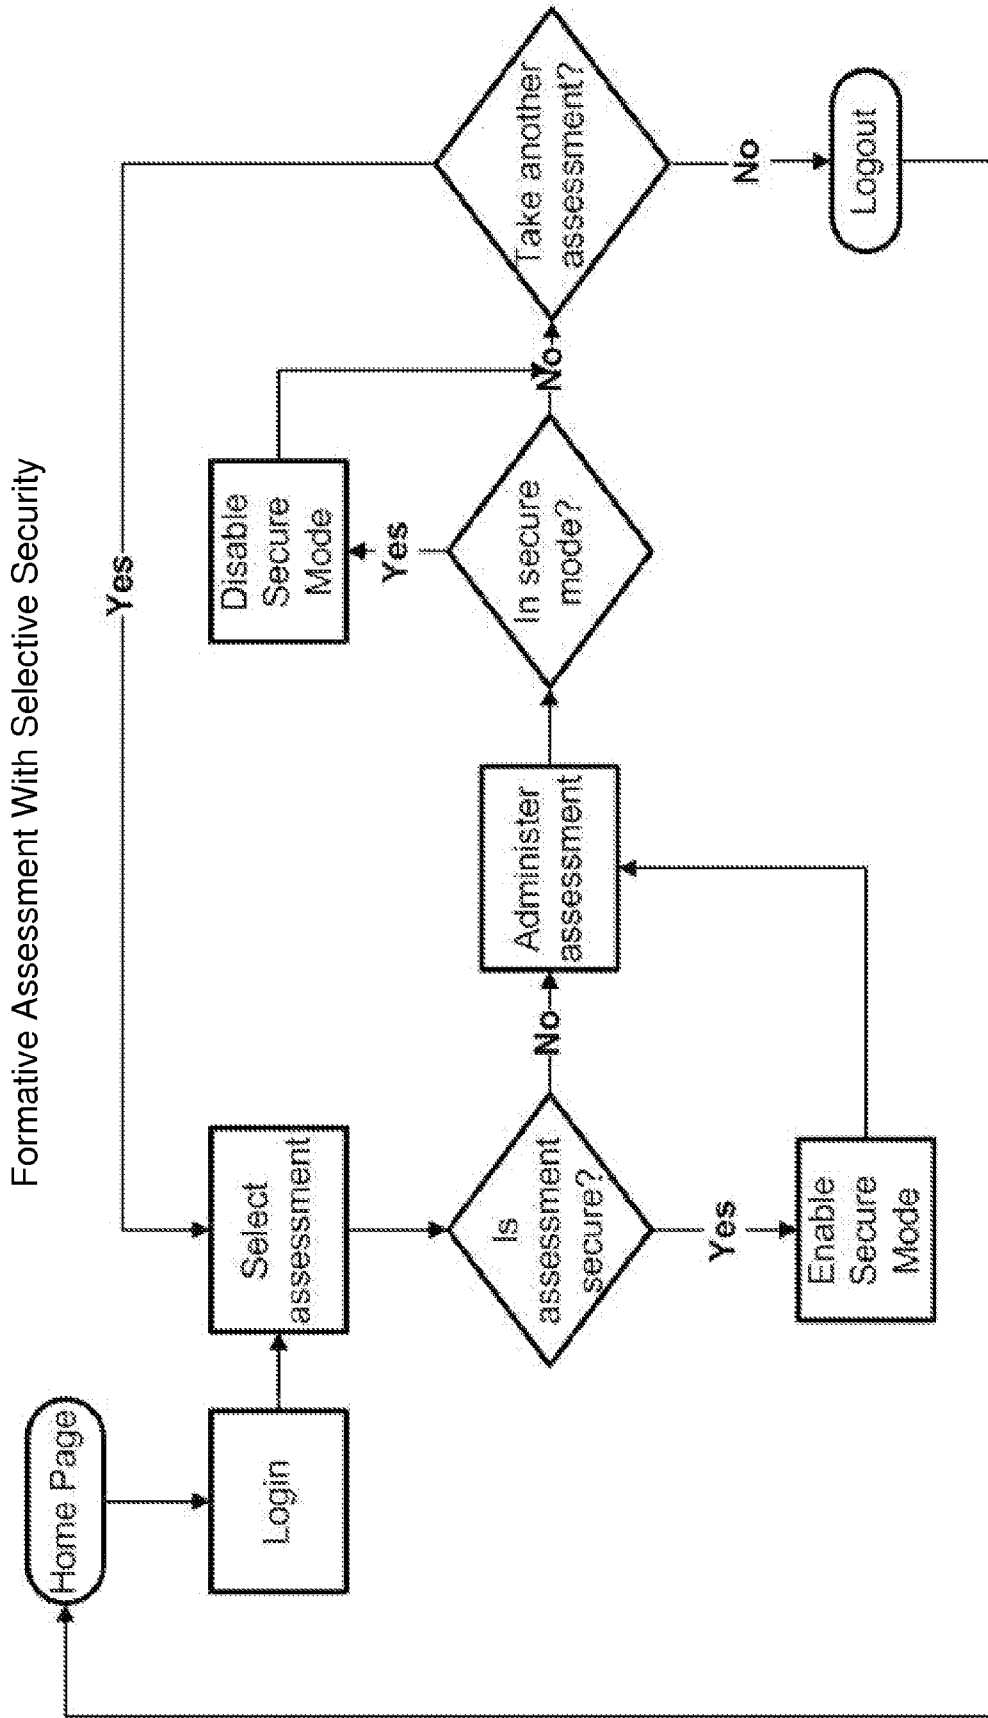 Formative Assessment With Selective Security
Home Page
Login
Select
assessment
Is
assessment
secure?
Yes
Enable
Secure
Mode
No
Administer
assessment
In secure
mode?
Yes
Disable
Secure
Mode
No
Take another
assessment?
Yes
No
Logout